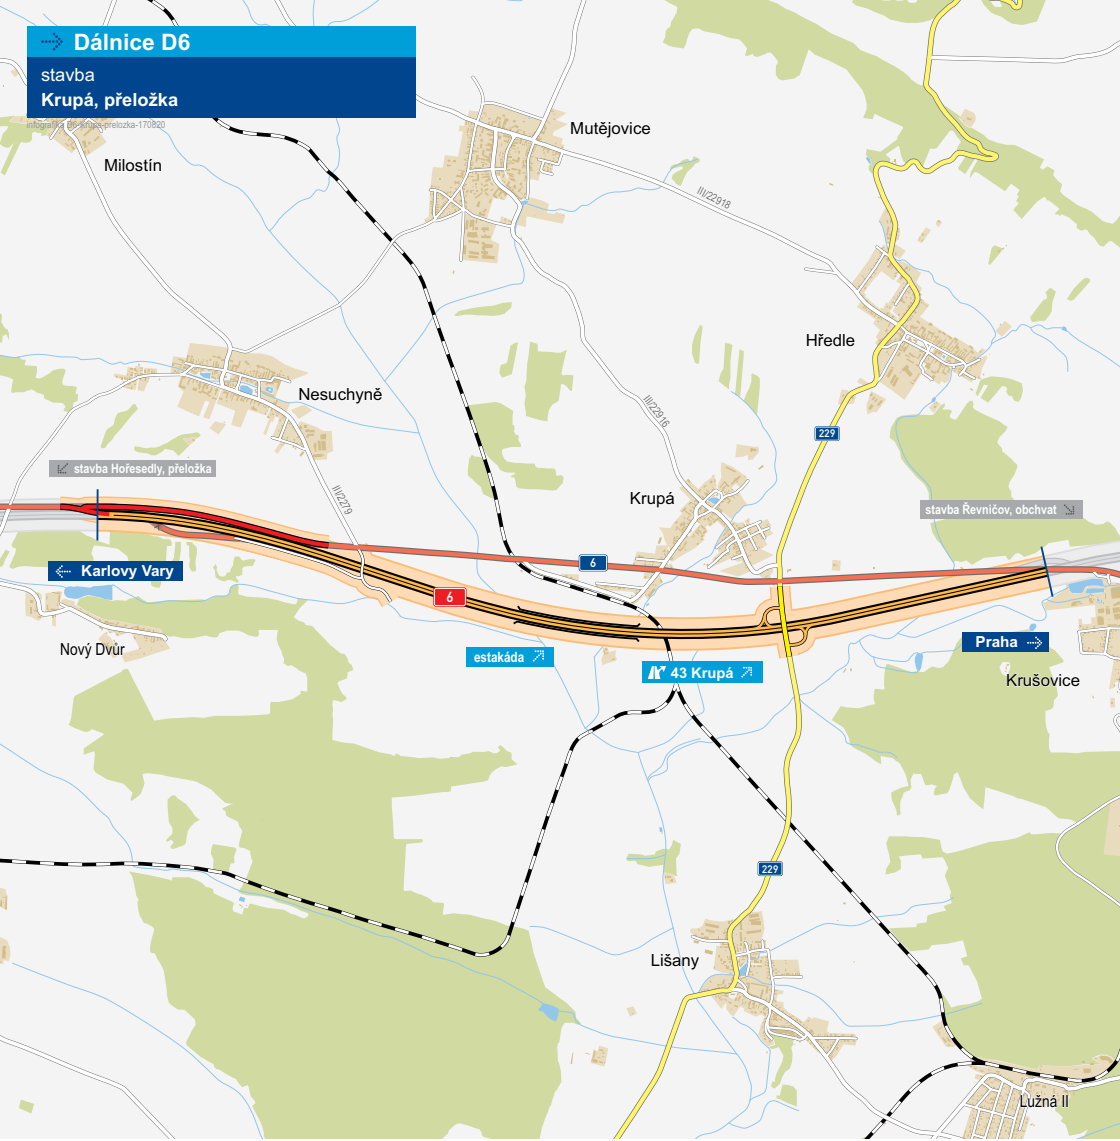 Dálnice D6
stavba
Krupá, přeložka
infografika D6-Krupa-prelozka-170820
Mutějovice
Milostín
III/22918
Hředle
Nesuchyně
III/22916
229
stavba Hořesedly, přeložka
III/2279
Krupá
stavba Řevničov, obchvat
6
Karlovy Vary
6
Praha
Nový Dvůr
estakáda
43 Krupá
Krušovice
229
Lišany
Lužná II